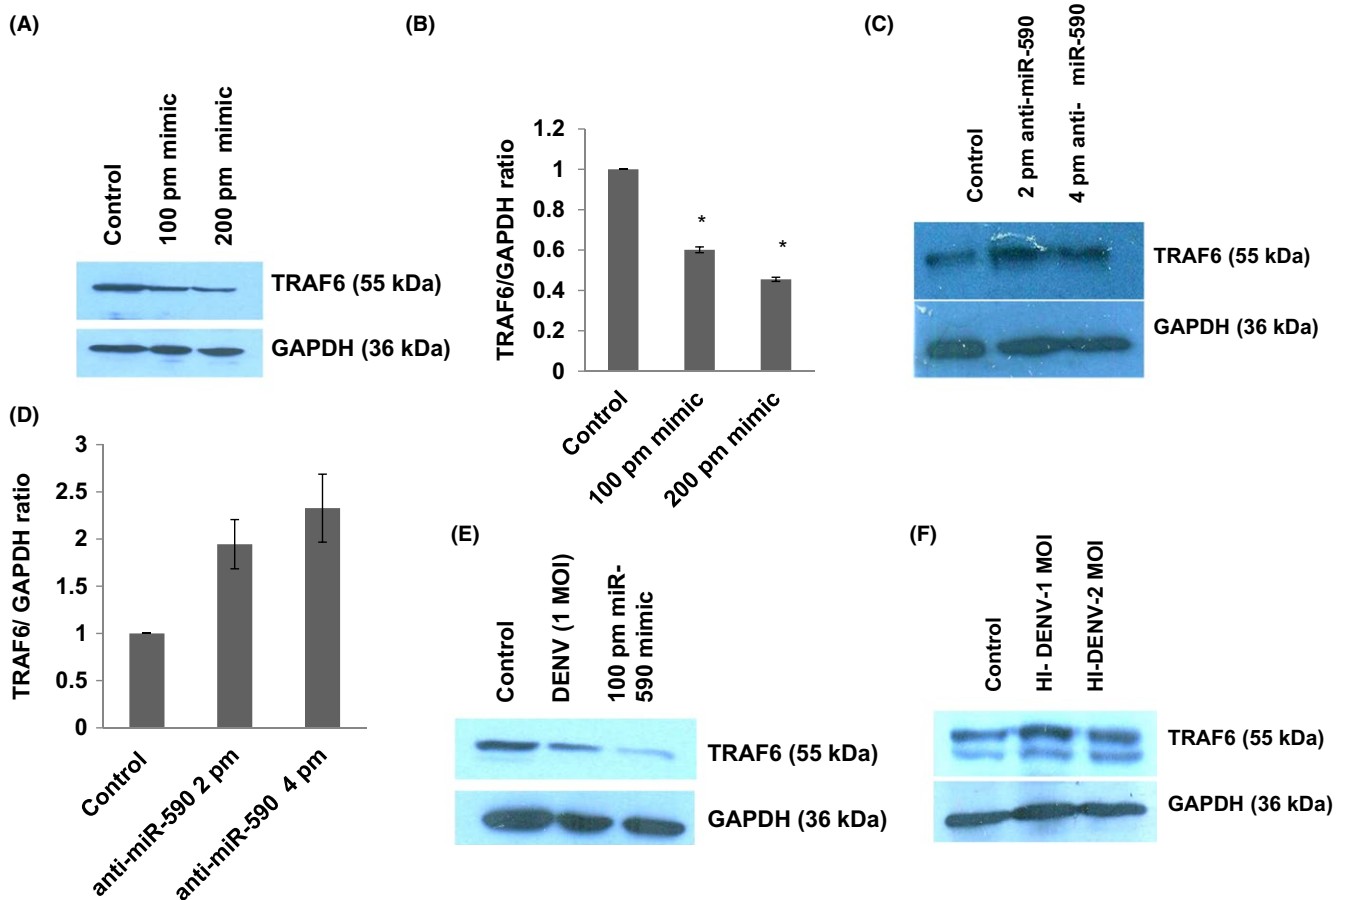 (A)
Control
100 pm mimic
200 pm mimic
TRAF6 (55 kDa)
GAPDH (36 kDa)
(B)
TRAF6/GAPDH ratio
1.2
1
0.8
0.6
0.4
0.2
0
*
*
Control
100 pm mimic
200 pm mimic
(C)
Control
2 pm anti-miR-590
4 pm anti- miR-590
TRAF6 (55 kDa)
GAPDH (36 kDa)
(D)
TRAF6/ GAPDH ratio
3
2.5
2
1.5
1
0.5
0
Control
anti-miR-590 2 pm
anti-miR-590 4 pm
(E)
Control
DENV (1 MOI)
100 pm miR-
590 mimic
TRAF6 (55 kDa)
GAPDH (36 kDa)
(F)
Control
HI- DENV-1 MOI
HI-DENV-2 MOI
TRAF6 (55 kDa)
GAPDH (36 kDa)